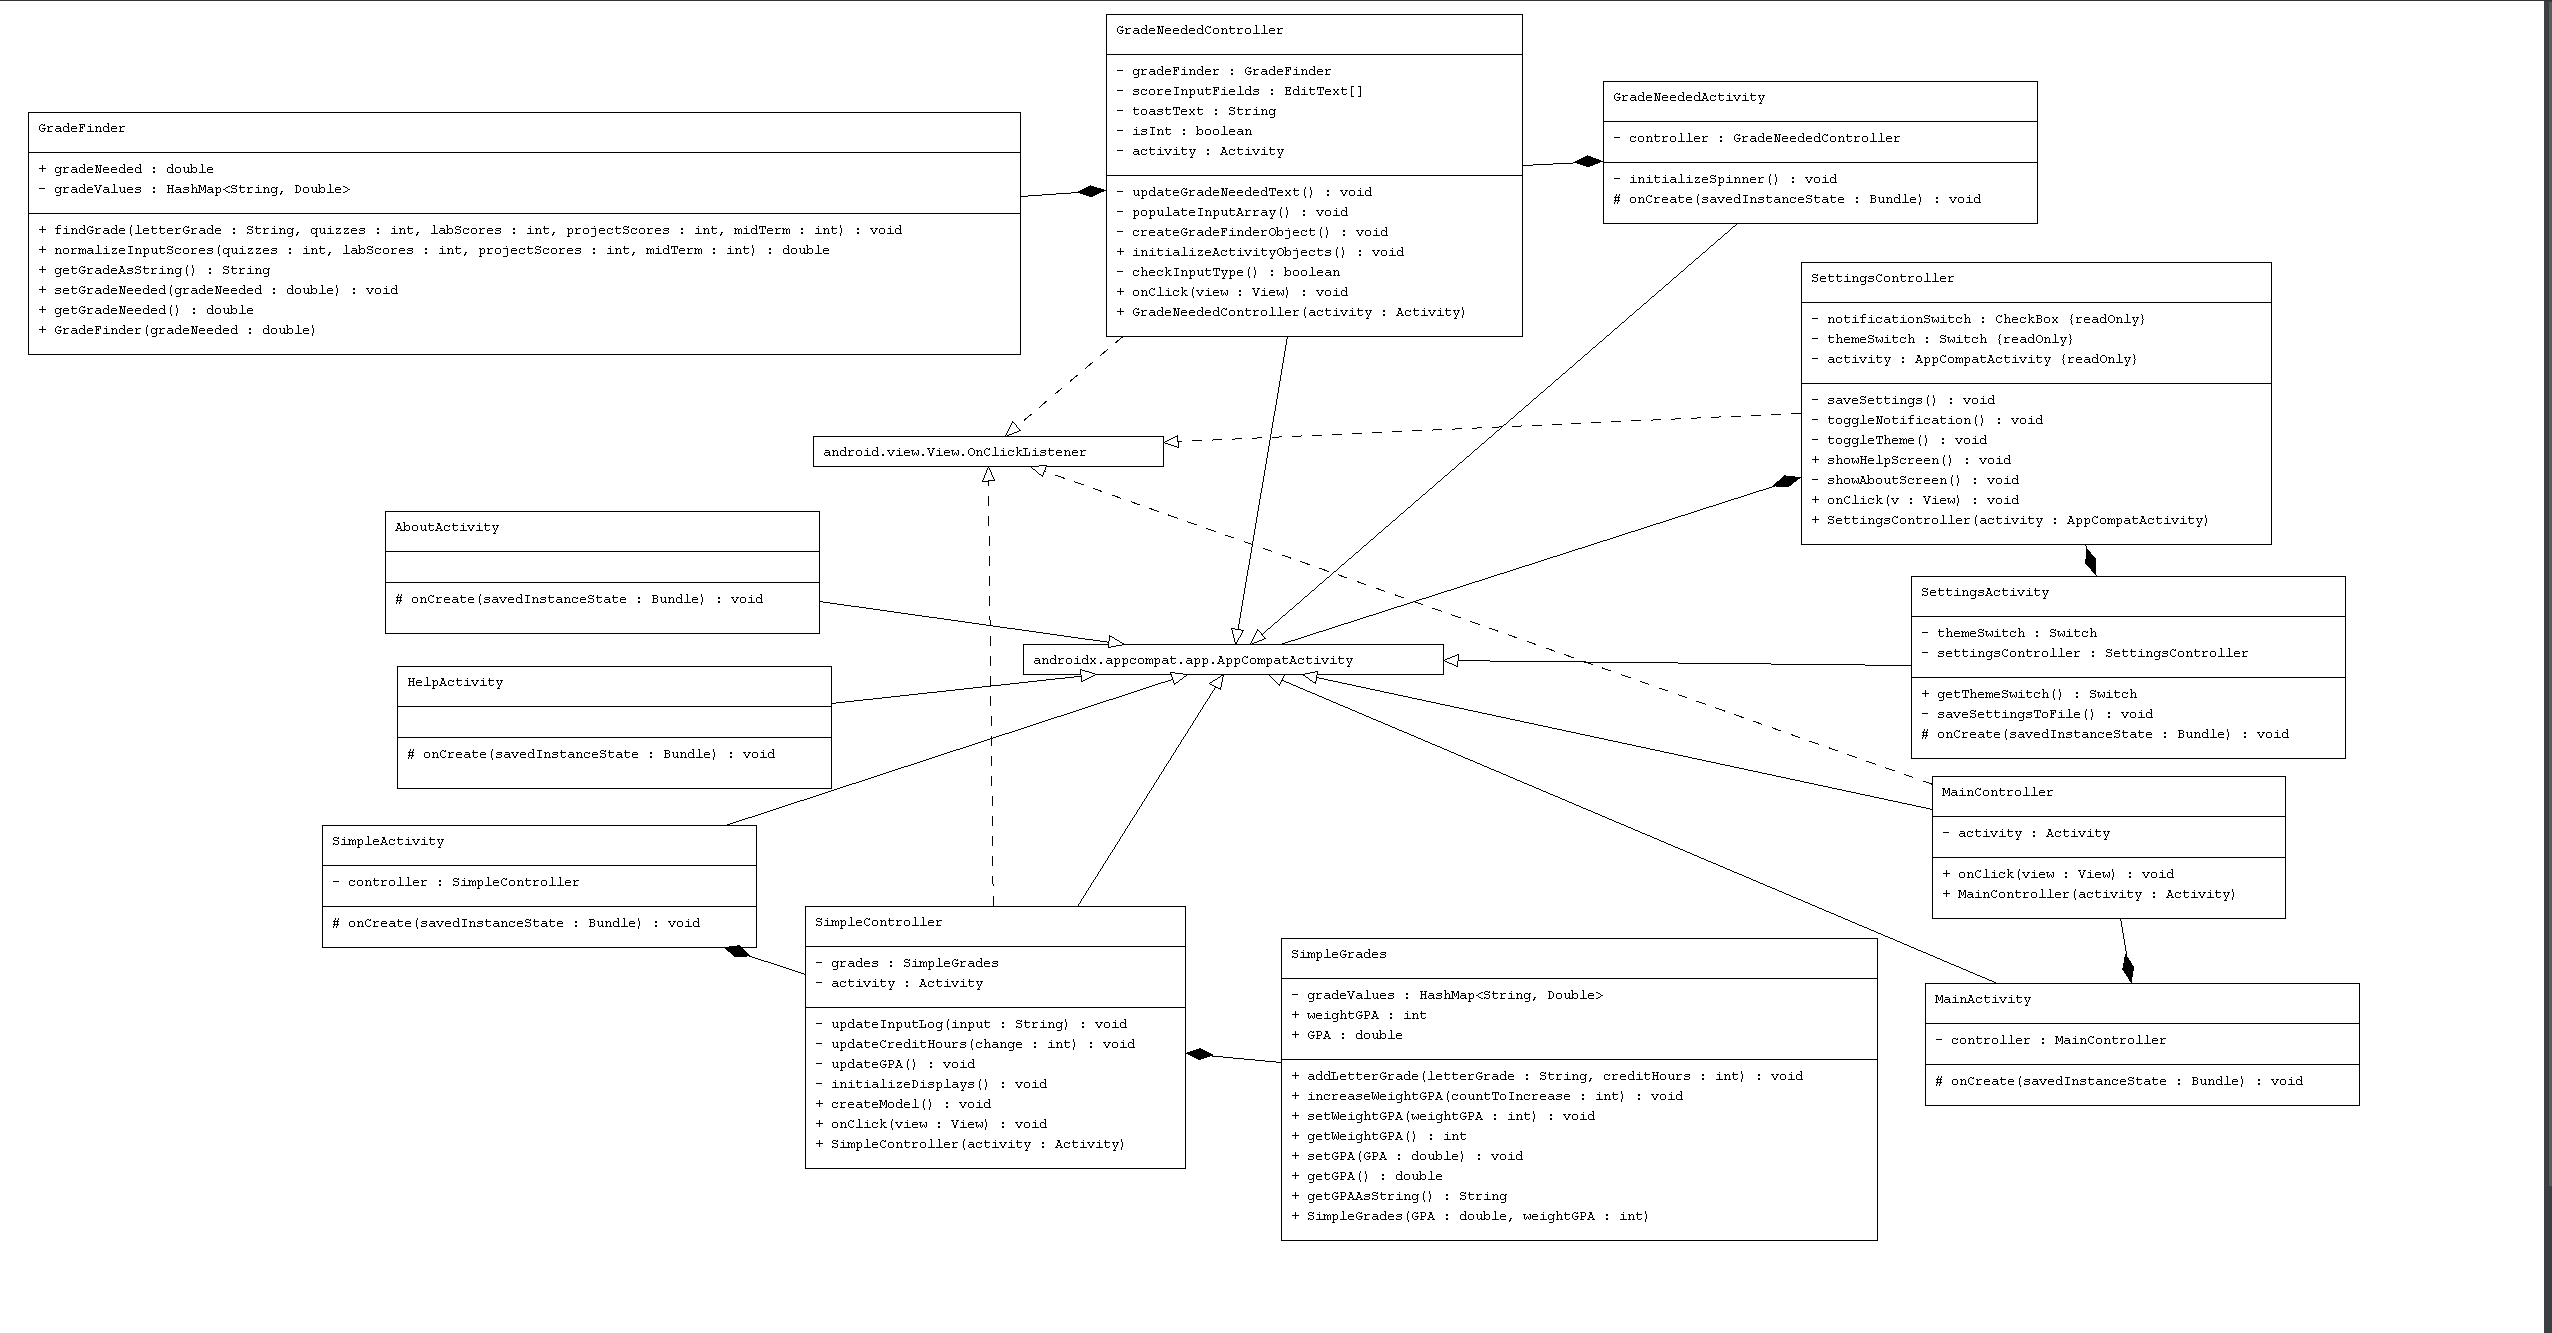 GradeNeededController
- gradeFinder : GradeFinder
- scoreInputFields : EditText[]
- toastText : String
- isInt : boolean
- activity : Activity
- updateGradeNeededText() : void
- populateInputArray() : void
- createGradeFinderObject() : void
+ initializeActivityObjects() : void
- checkInputType() : boolean
+ onClick(view : View) : void
+ GradeNeededController(activity : Activity)
GradeNeededActivity
- controller : GradeNeededController
- initializeSpinner() : void
# onCreate(savedInstanceState : Bundle) : void
GradeFinder
+ gradeNeeded : double
- gradeValues : HashMap<String, Double>
+ findGrade(letterGrade : String, quizzes : int, labScores : int, projectScores : int, midTerm : int) : void
+ normalizeInputScores(quizzes : int, labScores : int, projectScores : int, midTerm : int) : double
+ getGradeAsString() : String
+ setGradeNeeded(gradeNeeded : double) : void
+ getGradeNeeded() : double
+ GradeFinder(gradeNeeded : double)
SettingsController
- notificationSwitch : CheckBox {readOnly}
- themeSwitch : Switch {readOnly}
- activity : AppCompatActivity {readOnly}
- saveSettings() : void
- toggleNotification() : void
- toggleTheme() : void
+ showHelpScreen() : void
- showAboutScreen() : void
+ onClick(v : View) : void
+ SettingsController(activity : AppCompatActivity)
android.view.View.OnClickListener
AboutActivity
# onCreate(savedInstanceState : Bundle) : void
SettingsActivity
- themeSwitch : Switch
- settingsController : SettingsController
+ getThemeSwitch() : Switch
- saveSettingsToFile() : void
# onCreate(savedInstanceState : Bundle) : void
androidx.appcompat.app.AppCompatActivity
HelpActivity
# onCreate(savedInstanceState : Bundle) : void
MainController
- activity : Activity
+ onClick(view : View) : void
+ MainController(activity : Activity)
SimpleActivity
- controller : SimpleController
# onCreate(savedInstanceState : Bundle) : void
SimpleController
- grades : SimpleGrades
- activity : Activity
- updateInputLog(input : String) : void
- updateCreditHours(change : int) : void
- updateGPA() : void
- initializeDisplays() : void
+ createModel() : void
+ onClick(view : View) : void
+ SimpleController(activity : Activity)
SimpleGrades
- gradeValues : HashMap<String, Double>
+ weightGPA : int
+ GPA : double
+ addLetterGrade(letterGrade : String, creditHours : int) : void
+ increaseWeightGPA(countToIncrease : int) : void
+ setWeightGPA(weightGPA : int) : void
+ getWeightGPA() : int
+ setGPA(GPA : double) : void
+ getGPA() : double
+ getGPAAsString() : String
+ SimpleGrades(GPA : double, weightGPA : int)
MainActivity
- controller : MainController
# onCreate(savedInstanceState : Bundle) : void